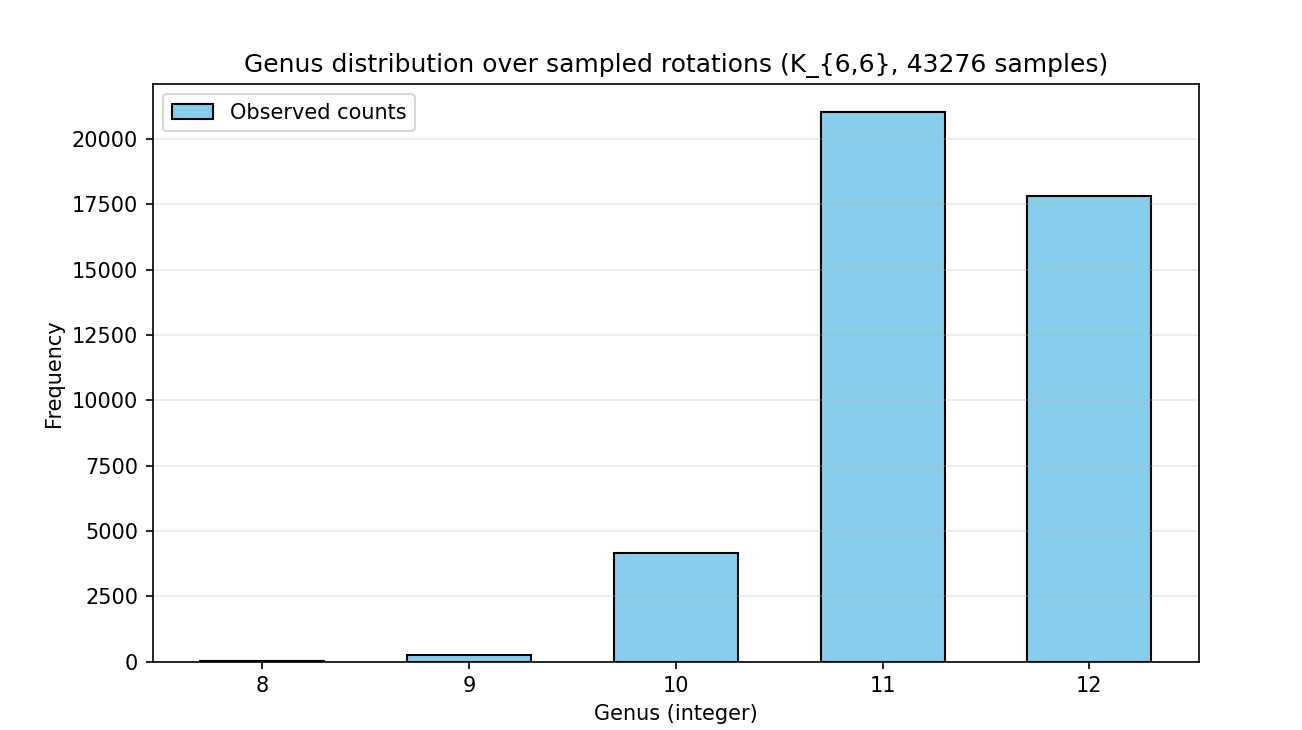 Genus distribution over sampled rotations (K_{6,6}, 43276 samples)
Observed counts
Frequency
20000
17500
15000
12500
10000
7500
5000
2500
0
8 9 10 11 12
Genus (integer)